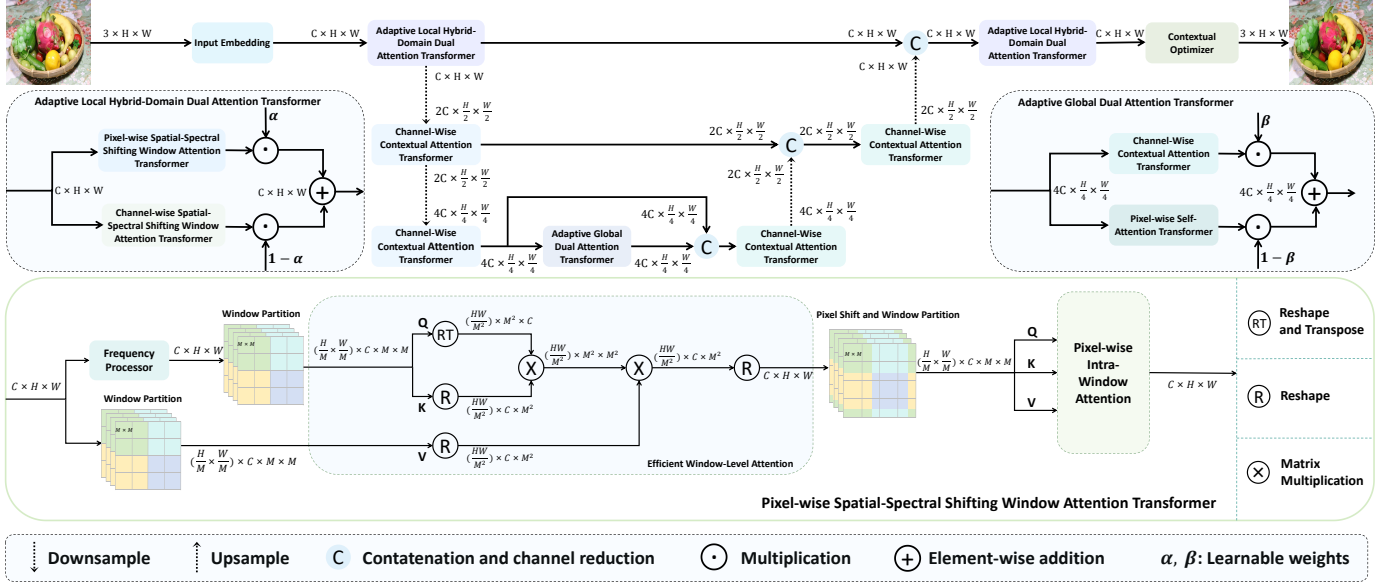 3 × H × W
Input Embedding
C × H × W
Adaptive Local Hybrid-
Domain Dual
Attention Transformer
C × H × W
C
C × H × W
Adaptive Local Hybrid-
Domain Dual
Attention Transformer
C × H × W
Contextual
Optimizer
3 × H × W
C × H × W
C × H × W
2C × H/2 × W/2
2C × H/2 × W/2
Channel-Wise
Contextual Attention
Transformer
2C × H/2 × W/2
C
2C × H/2 × W/2
Channel-Wise
Contextual Attention
Transformer
2C × H/2 × W/2
2C × H/2 × W/2
4C × H/4 × W/4
4C × H/4 × W/4
4C × H/4 × W/4
Channel-Wise
Contextual Attention
Transformer
4C × H/4 × W/4
Adaptive Global
Dual Attention
Transformer
4C × H/4 × W/4
C
Channel-Wise
Contextual Attention
Transformer
Adaptive Local Hybrid-Domain Dual Attention Transformer
α
Pixel-wise Spatial-Spectral
Shifting Window Attention
Transformer
C × H × W
C × H × W
Channel-wise Spatial-
Spectral Shifting Window
Attention Transformer
1 − α
Adaptive Global Dual Attention Transformer
β
Channel-Wise
Contextual Attention
Transformer
4C × H/4 × W/4
4C × H/4 × W/4
Pixel-wise Self-
Attention Transformer
1 − β
C × H × W
Frequency
Processor
C × H × W
Window Partition
M × M
(H/M × W/M) × C × M × M
Window Partition
M × M
(H/M × W/M) × C × M × M
Q
RT
(HW/M²) × M² × C
K
R
(HW/M²) × C × M²
(HW/M²) × M² × M²
V
R
(HW/M²) × C × M²
(HW/M²) × C × M²
R
C × H × W
Efficient Window-Level Attention
Pixel Shift and Window Partition
M × M
(H/M × W/M) × C × M × M
Q
K
V
Pixel-wise
Intra-
Window
Attention
C × H × W
Pixel-wise Spatial-Spectral Shifting Window Attention Transformer
RT
Reshape
and Transpose
R
Reshape
Matrix
Multiplication
Downsample
Upsample
C
Contatenation and channel reduction
Multiplication
Element-wise addition
α, β: Learnable weights